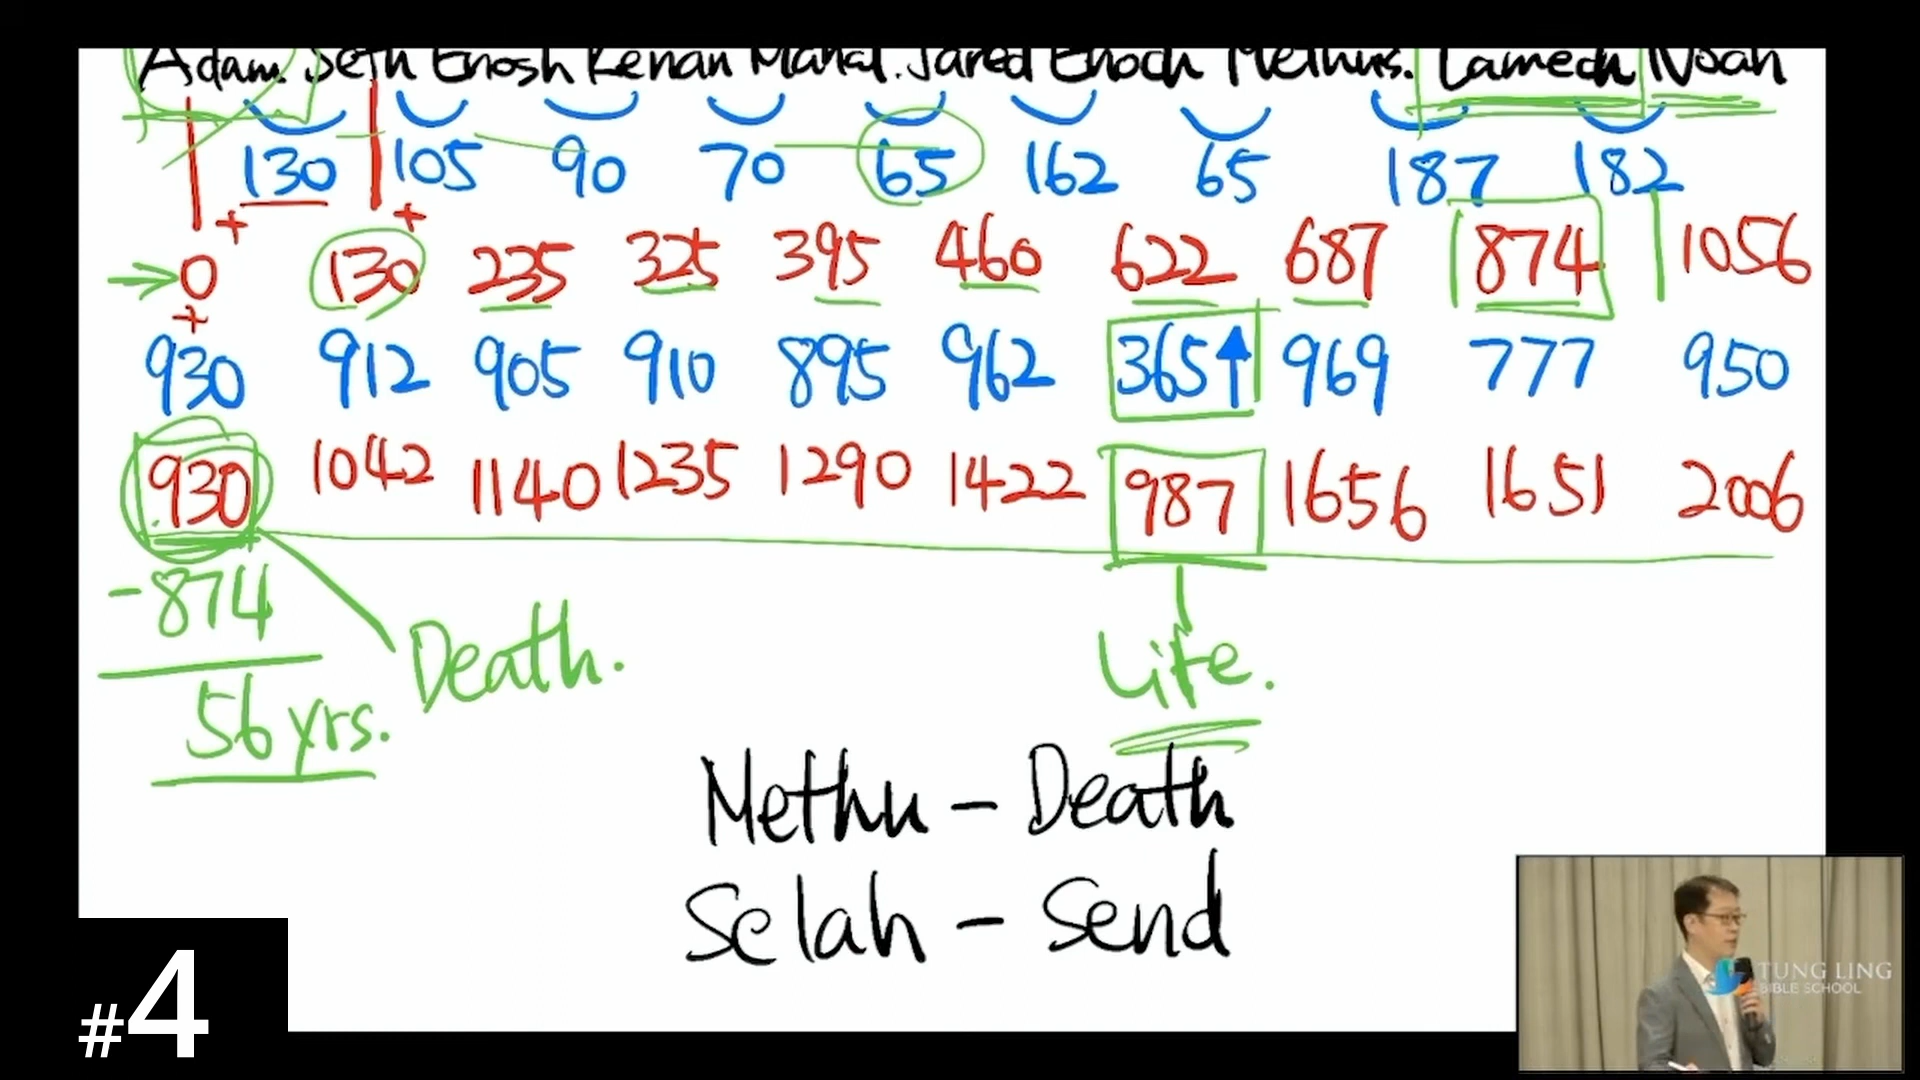 Adam Seth Enosh Kenan Mahal. Jared Enoch Methus. Lamech Noah
130 105 90 70 65 162 65 187 182
+ +
0 130 235 325 395 460 622 687 874 1056
+
930 912 905 910 895 962 365 969 777 950
930 1042 1140 1235 1290 1422 987 1656 1651 2006
-874
56 yrs.
Death.
Life.
Methu - Death
Selah - Send
#4
TUNG LING
BIBLE SCHOOL